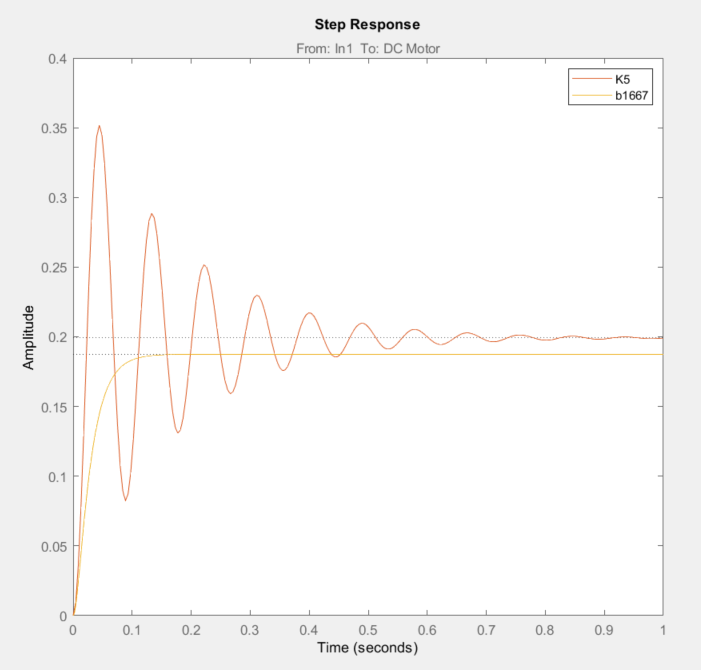 Step Response
From: In1 To: DC Motor
K5
b1667
0.4
0.35
0.3
0.25
0.2
0.15
0.1
0.05
0
Amplitude
0 0.1 0.2 0.3 0.4 0.5 0.6 0.7 0.8 0.9 1
Time (seconds)